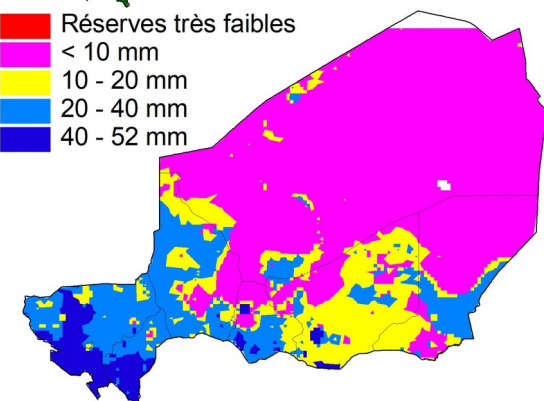 Réserves très faibles
< 10 mm
10 - 20 mm
20 - 40 mm
40 - 52 mm